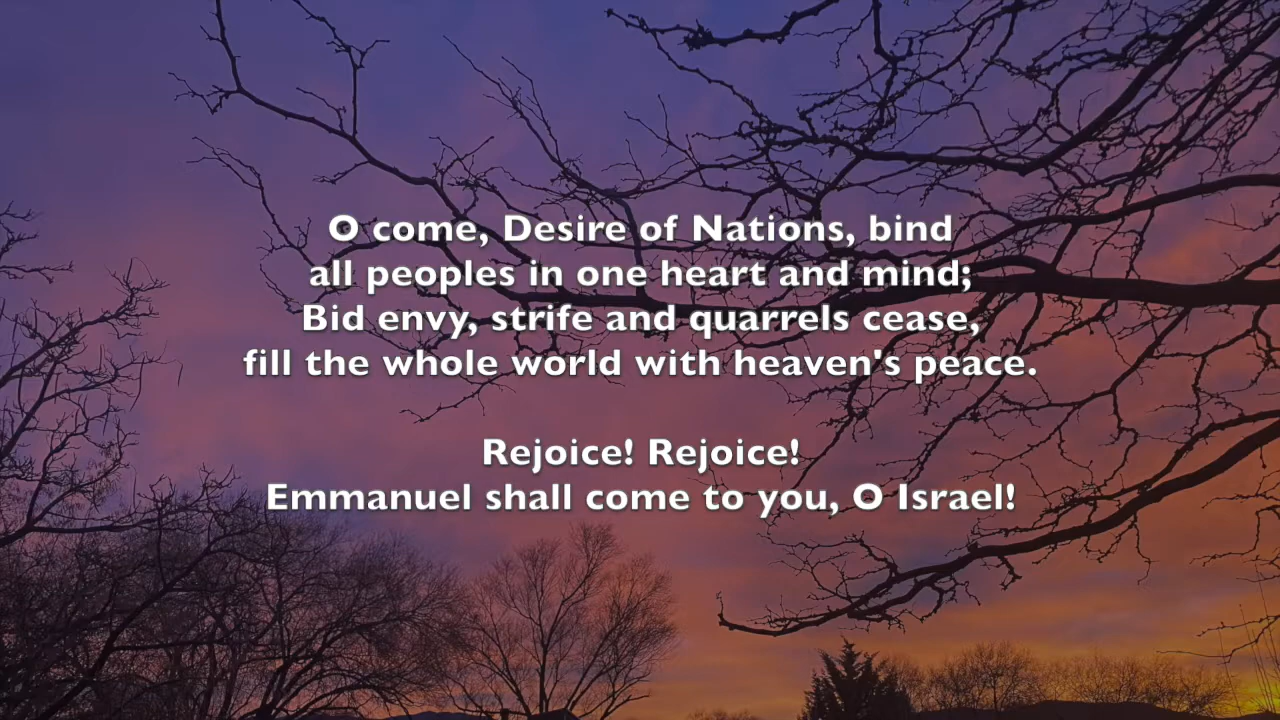 O come, Desire of Nations, bind
all peoples in one heart and mind;
Bid envy, strife and quarrels cease,
fill the whole world with heaven's peace.
Rejoice! Rejoice!
Emmanuel shall come to you, O Israel!